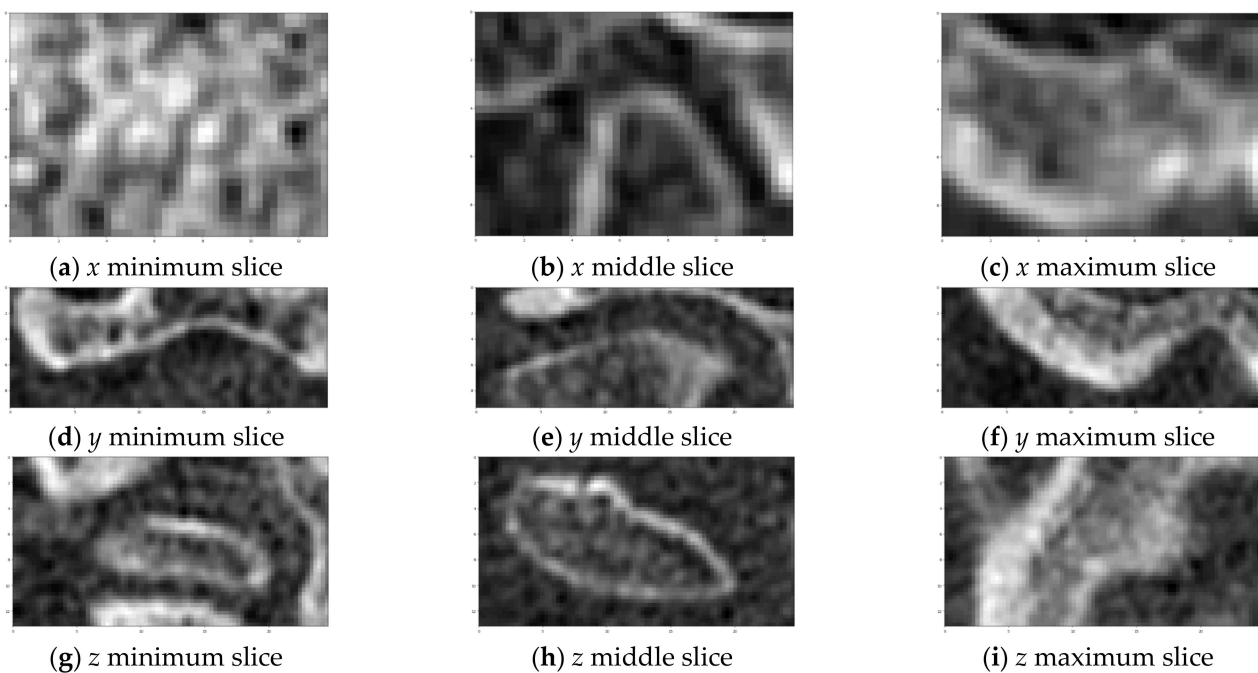 (a) x minimum slice
(b) x middle slice
(c) x maximum slice
(d) y minimum slice
(e) y middle slice
(f) y maximum slice
(g) z minimum slice
(h) z middle slice
(i) z maximum slice